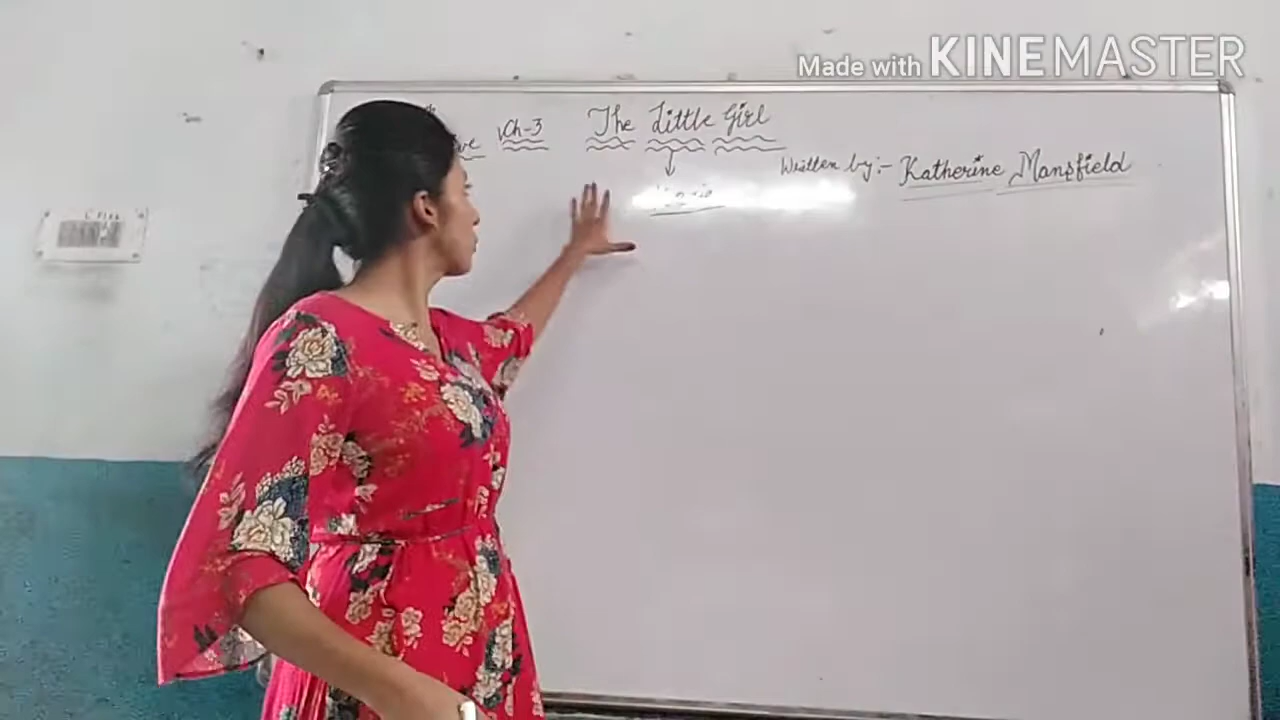 Made with KINEMASTER
Ch-3 The Little Girl
Written by:- Katherine Mansfield